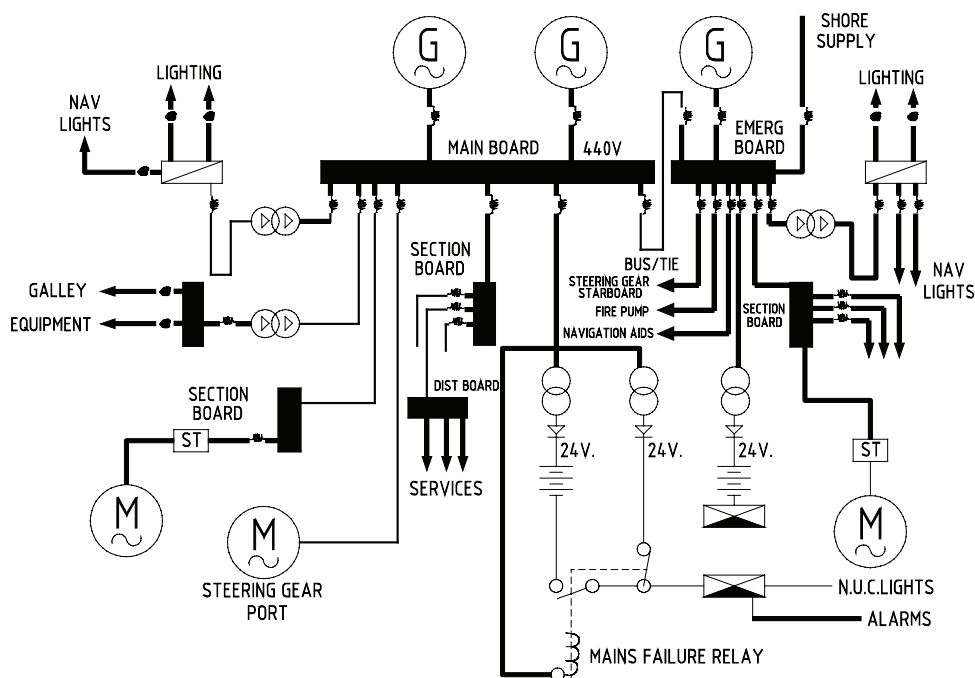 G
G
G
SHORE
SUPPLY
LIGHTING
LIGHTING
NAV
LIGHTS
EMERG
BOARD
MAIN BOARD
440V
SECTION
BOARD
BUS/TIE
NAV
LIGHTS
GALLEY
STEERING GEAR
STARBOARD
EQUIPMENT
FIRE PUMP
SECTION
BOARD
NAVIGATION AIDS
DIST BOARD
SECTION
BOARD
ST
24V.
24V.
24V.
ST
SERVICES
M
M
M
STEERING GEAR
PORT
N.U.C.LIGHTS
ALARMS
MAINS FAILURE RELAY